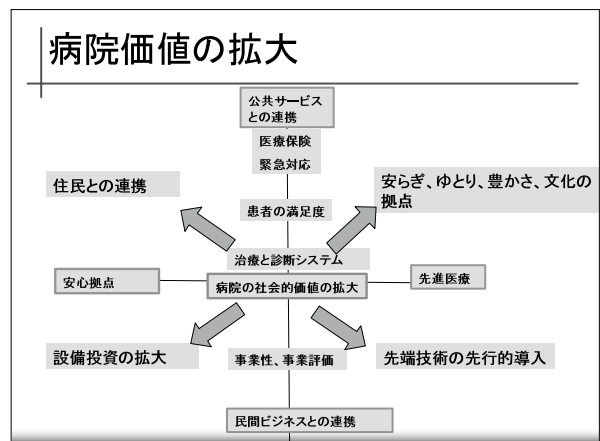 病院価値の拡大
公共サービス
との連携
医療保険
緊急対応
住民との連携
安らぎ、ゆとり、豊かさ、文化の
拠点
患者の満足度
治療と診断システム
安心拠点
病院の社会的価値の拡大
先進医療
設備投資の拡大
事業性、事業評価
先端技術の先行的導入
民間ビジネスとの連携